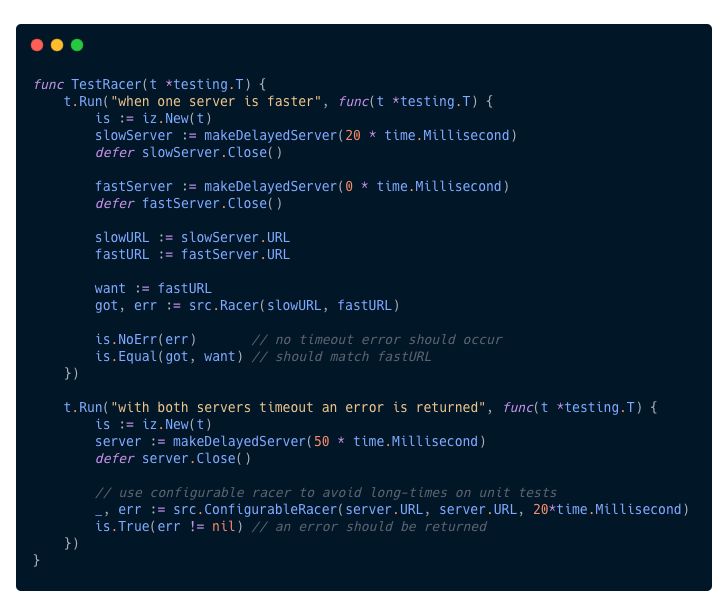 func TestRacer(t *testing.T) {
    t.Run("when one server is faster", func(t *testing.T) {
        is := iz.New(t)
        slowServer := makeDelayedServer(20 * time.Millisecond)
        defer slowServer.Close()

        fastServer := makeDelayedServer(0 * time.Millisecond)
        defer fastServer.Close()

        slowURL := slowServer.URL
        fastURL := fastServer.URL

        want := fastURL
        got, err := src.Racer(slowURL, fastURL)

        is.NoErr(err)       // no timeout error should occur
        is.Equal(got, want) // should match fastURL
    })

    t.Run("with both servers timeout an error is returned", func(t *testing.T) {
        is := iz.New(t)
        server := makeDelayedServer(50 * time.Millisecond)
        defer server.Close()

        // use configurable racer to avoid long-times on unit tests
        _, err := src.ConfigurableRacer(server.URL, server.URL, 20*time.Millisecond)
        is.True(err != nil) // an error should be returned
    })
}